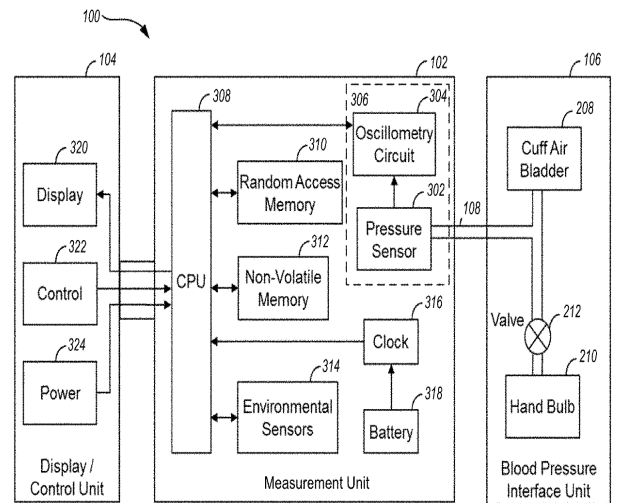 100
104
320
Display
322
Control
324
Power
Display /
Control Unit
102
308
CPU
306
304
Oscillometry
Circuit
310
Random Access
Memory
302
Pressure
Sensor
312
Non-Volatile
Memory
316
Clock
314
Environmental
Sensors
318
Battery
Measurement Unit
108
106
208
Cuff Air
Bladder
Valve
212
210
Hand Bulb
Blood Pressure
Interface Unit